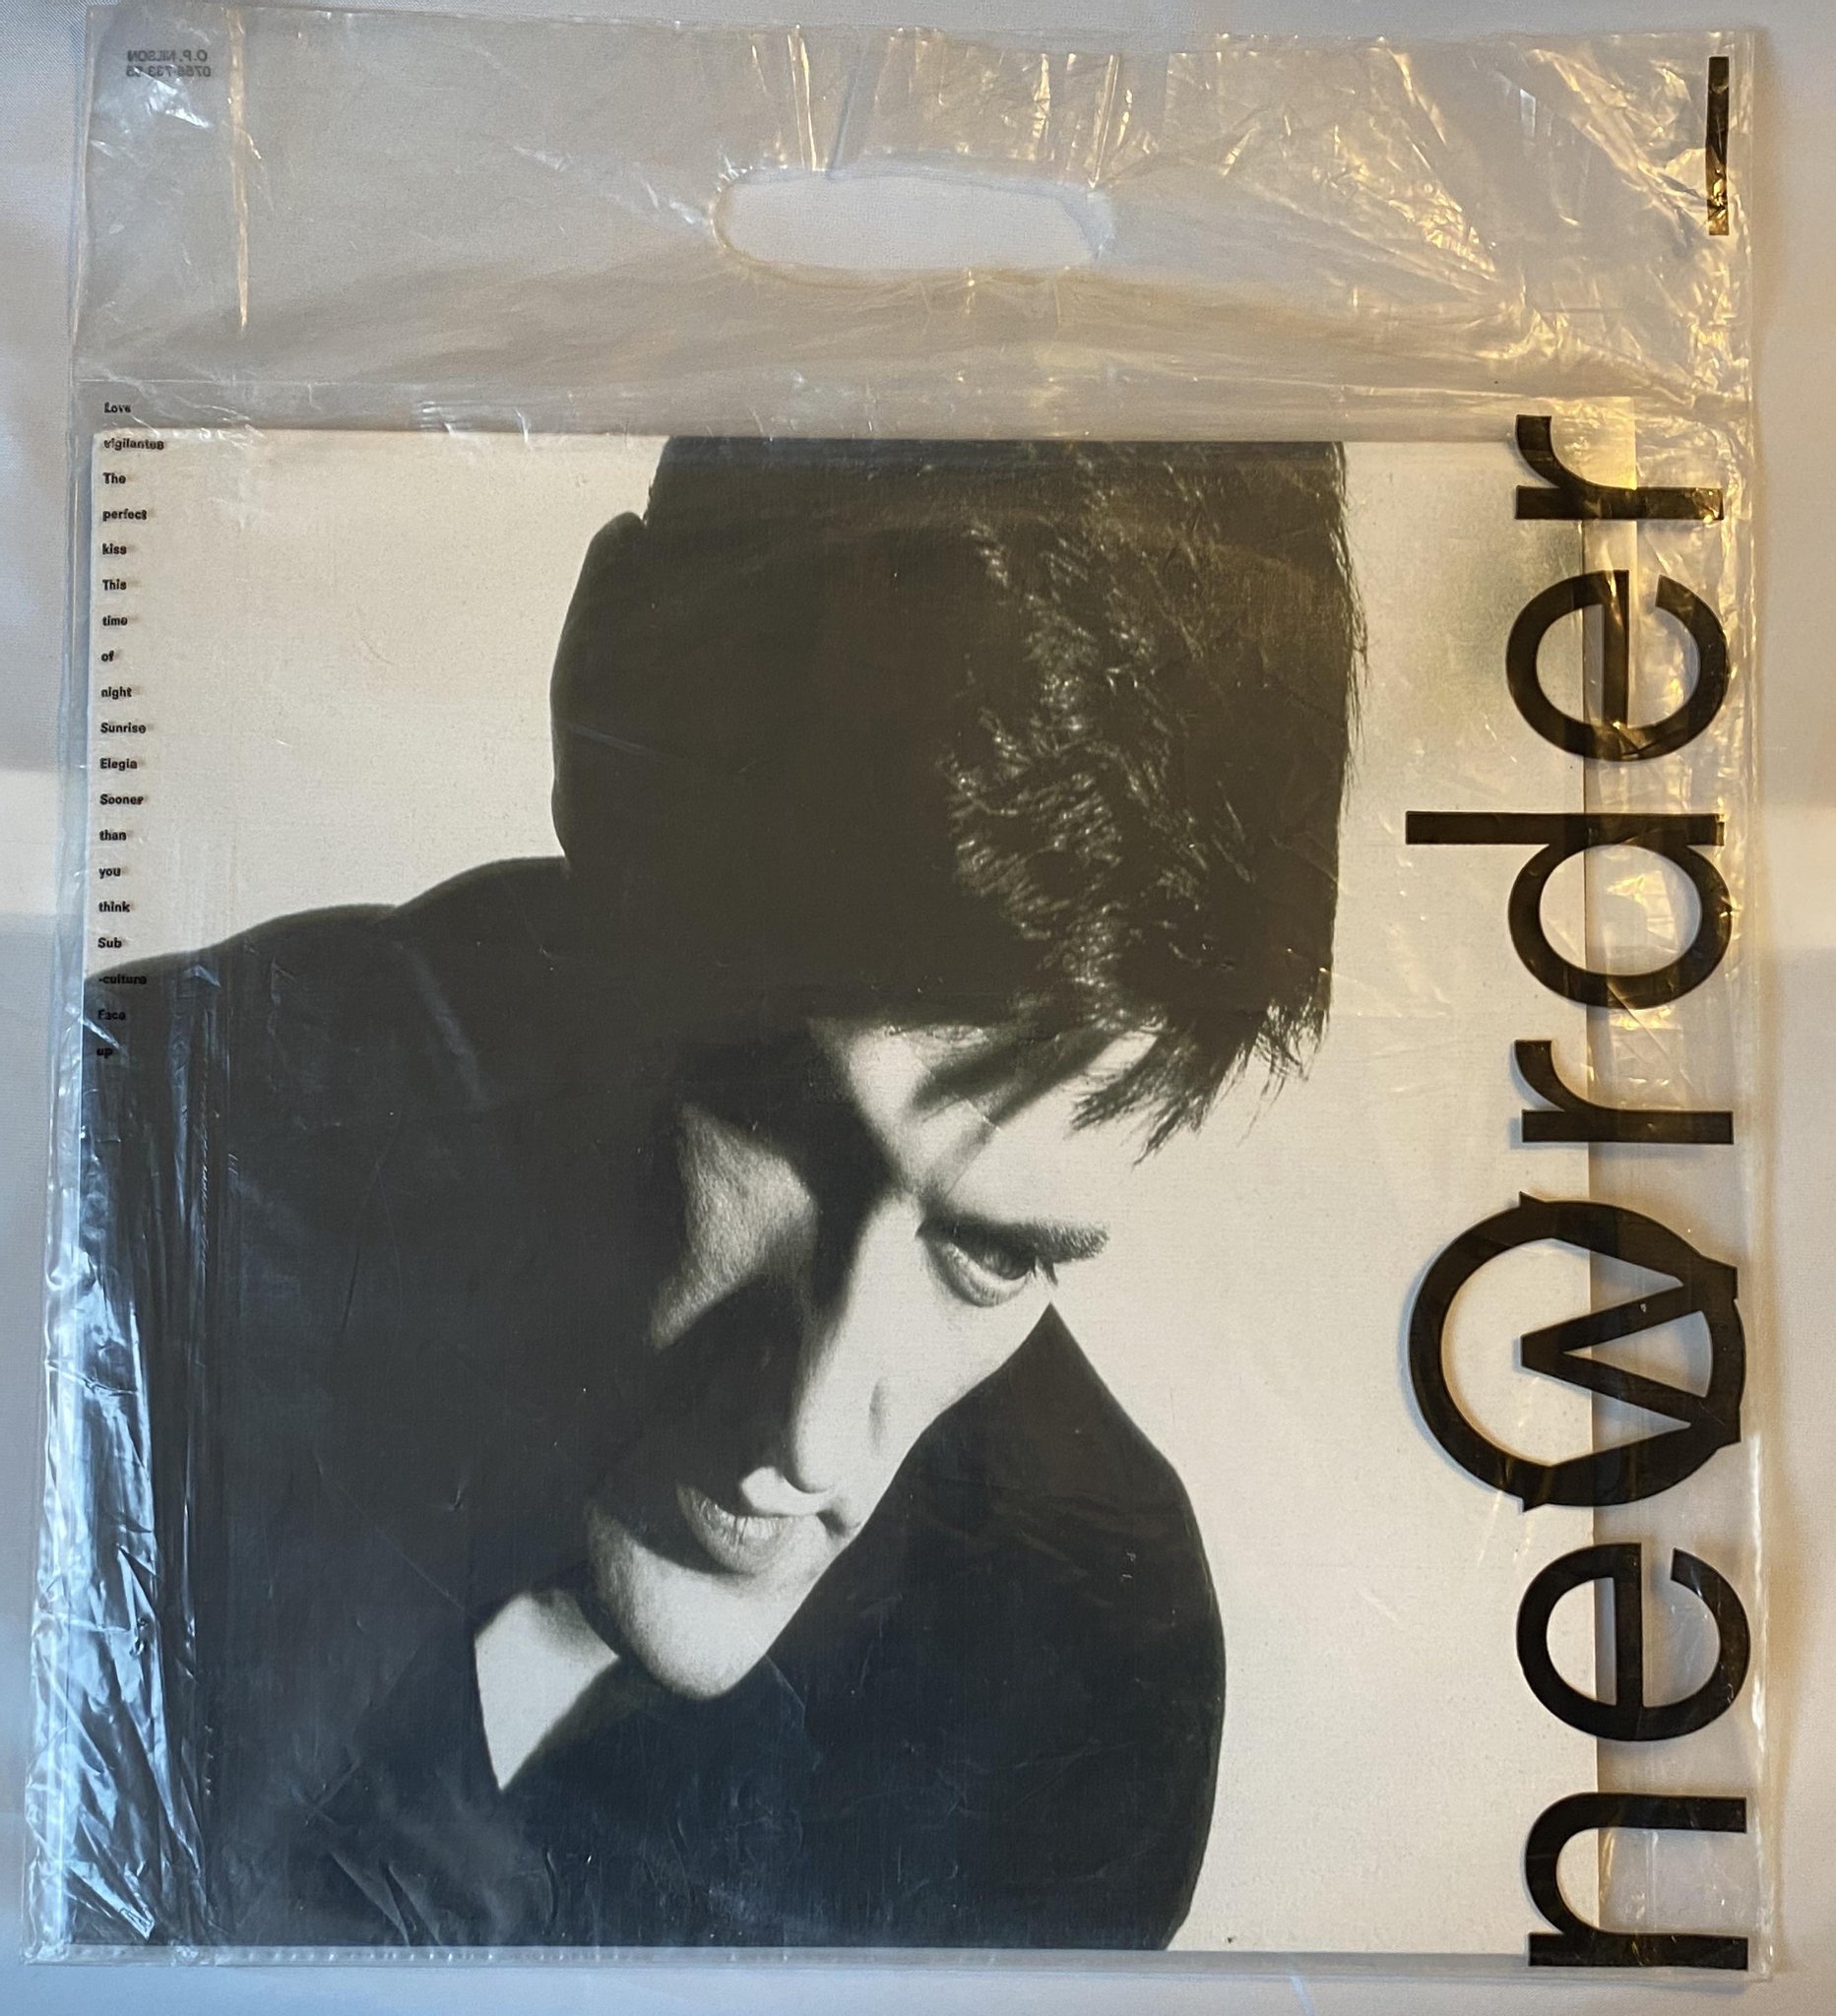 O.P. NILSON
Love
vigilantes
The
perfect
kiss
This
time
of
night
Sunrise
Elegia
Sooner
than
you
think
Sub
-culture
Face
up
neworder_